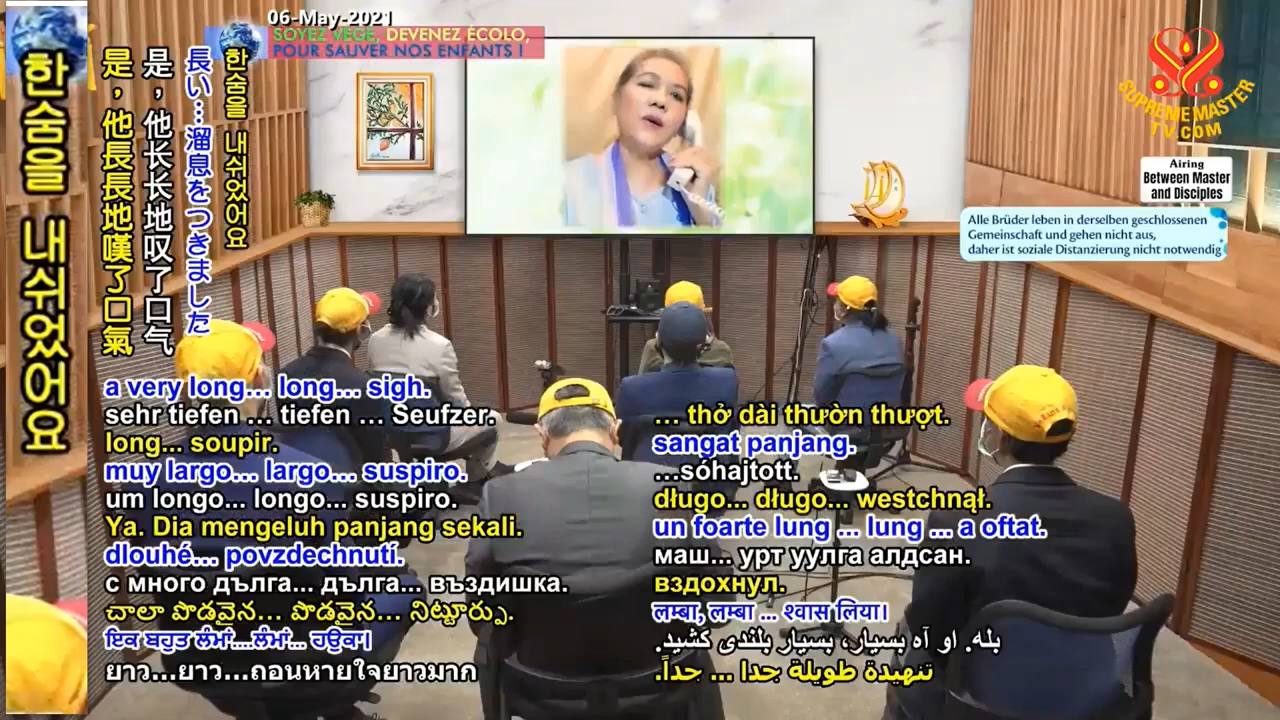 06-May-2021
SOYEZ VÉGÉ, DEVENEZ ÉCOLO,
POUR SAUVER NOS ENFANTS !
SUPREME MASTER
TV.COM
Airing
Between Master
and Disciples
Alle Brüder leben in derselben geschlossenen
Gemeinschaft und gehen nicht aus,
daher ist soziale Distanzierung nicht notwendig
한숨을 내쉬었어요
是，他長長地嘆了口氣
是，他长长地叹了口气
長い…溜息をつきました
한숨을 내쉬었어요
a very long... long... sigh.
sehr tiefen ... tiefen ... Seufzer.
long... soupir.
muy largo... largo... suspiro.
um longo... longo... suspiro.
Ya. Dia mengeluh panjang sekali.
dlouhé... povzdechnutí.
с много дълга... дълга... въздишка.
చాలా పొడవైన... పొడవైన... నిట్టూర్పు.
ਇਕ ਬਹੁਤ ਲੰਮਾਂ....ਲੰਮਾਂ... ਹਉਕਾ।
ยาว...ยาว...ถอนหายใจยาวมาก
... thở dài thườn thượt.
sangat panjang.
...sóhajtott.
długo... długo... westchnął.
un foarte lung ... lung ... a oftat.
маш... урт уулга алдсан.
вздохнул.
लम्बा, लम्बा ... श्वास लिया।
بله. او آه بسیار، بسیار بلندی کشید.
تنهيدة طويلة جدا ... جداً.